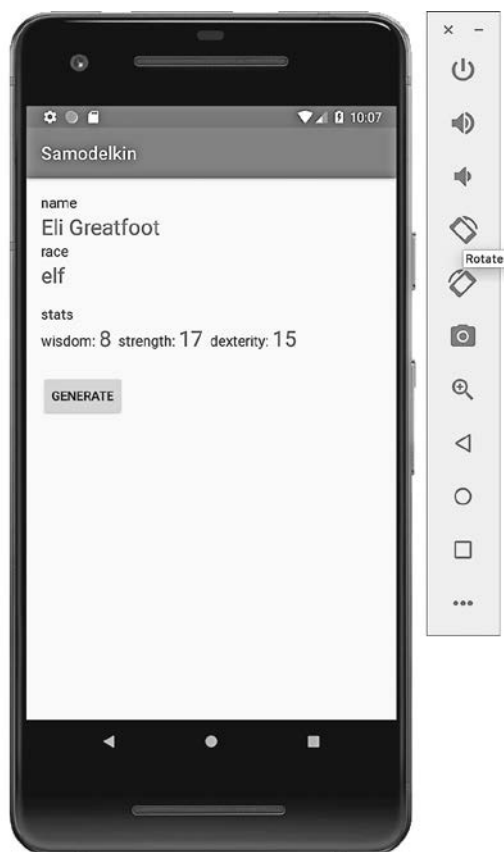 10:07
Samodelkin
name
Eli Greatfoot
race
elf
stats
wisdom: 8 strength: 17 dexterity: 15
GENERATE
Rotate